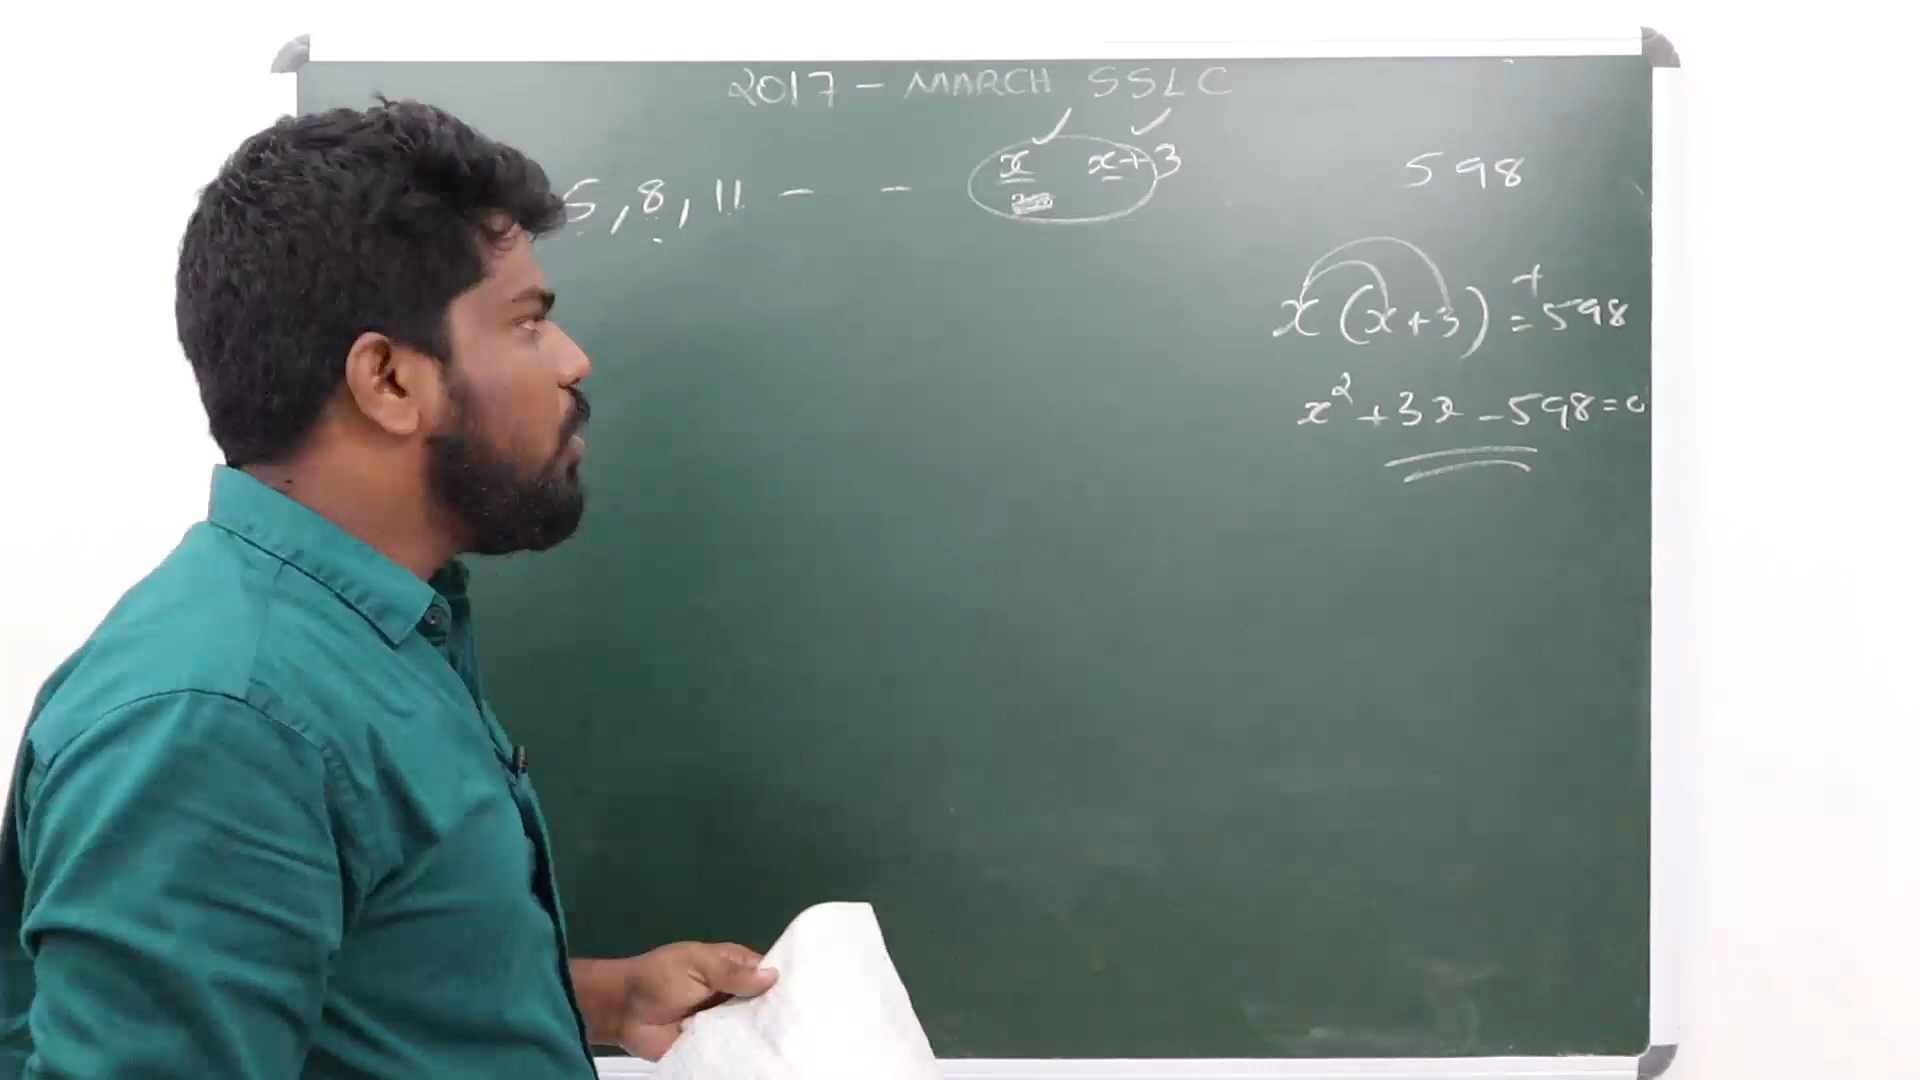 2017 - MARCH SSLC
5, 8, 11 - - x x+3
598
x (x+3) = +598
x² + 3x - 598 = 0